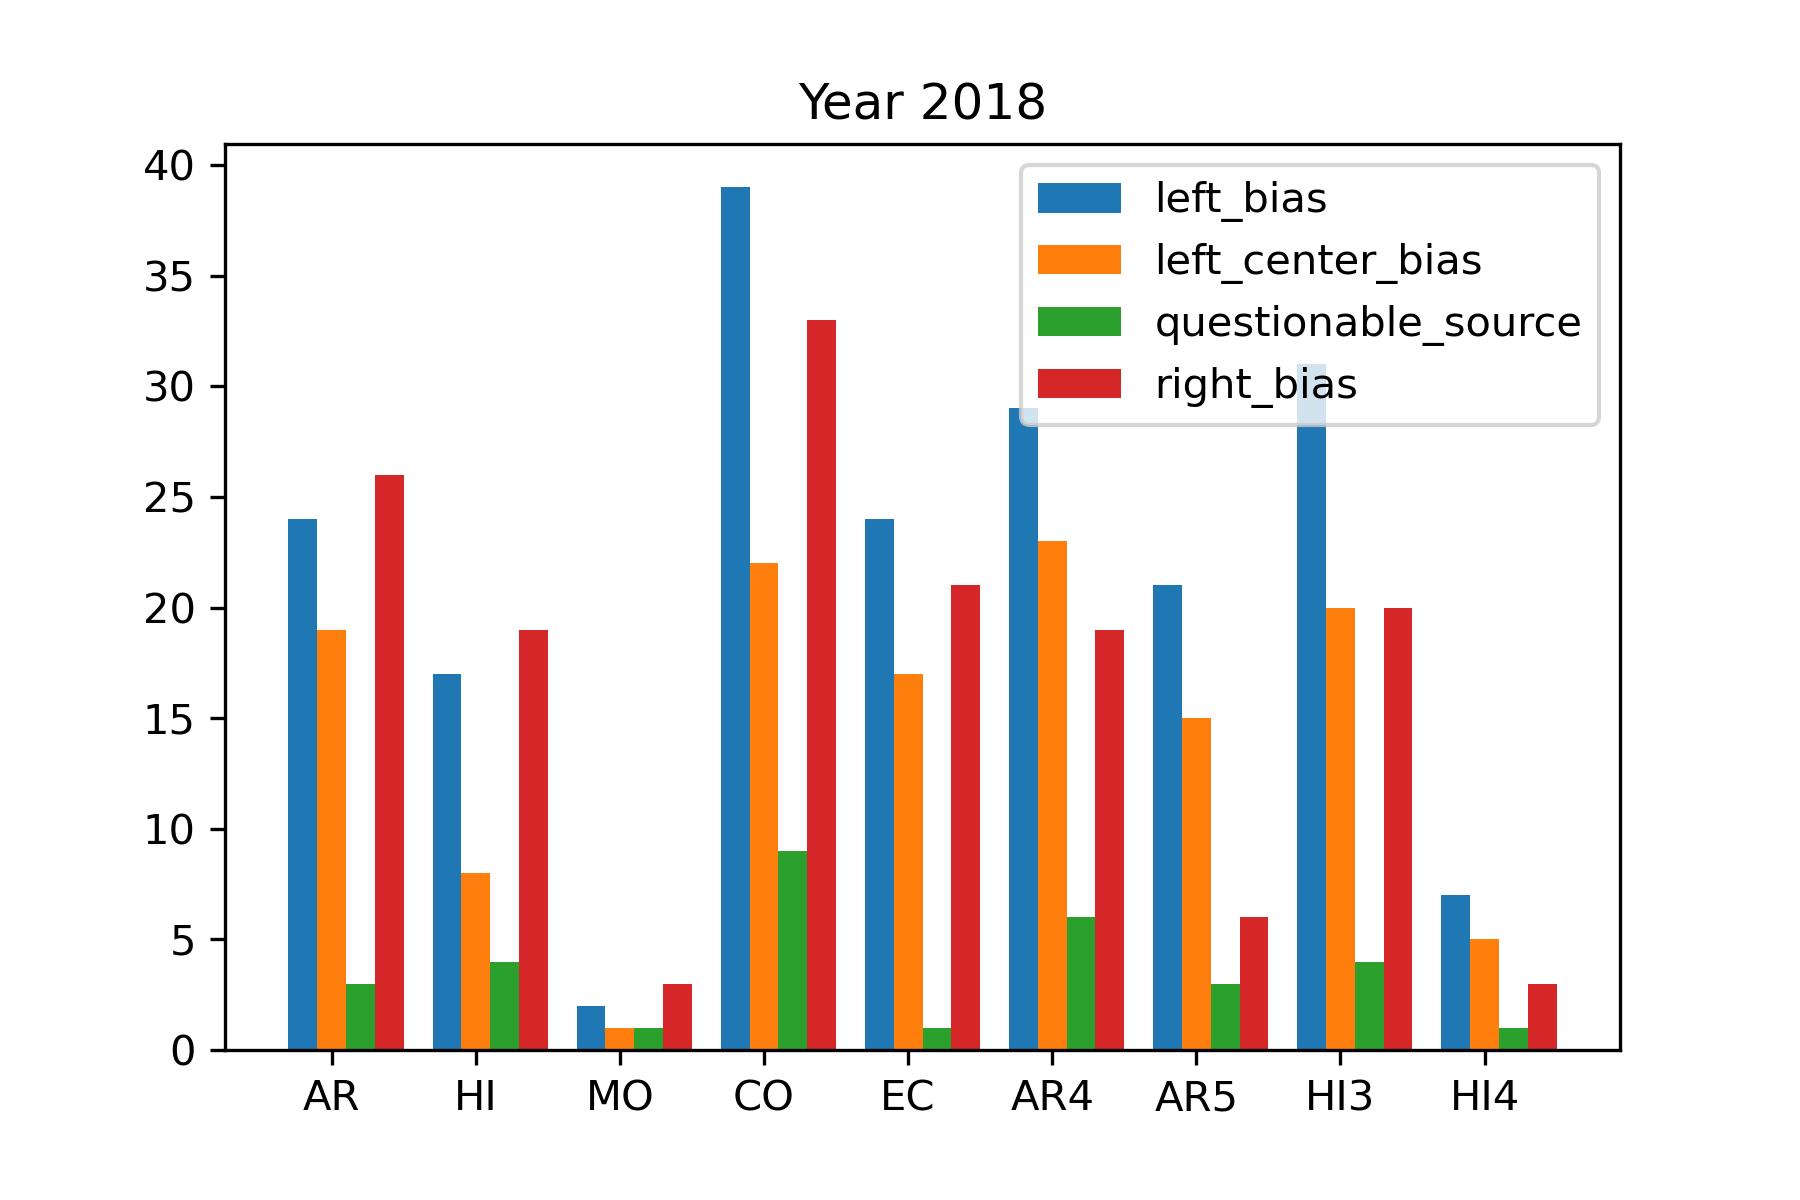 Year 2018
40
35
30
25
20
15
10
5
0
left_bias
left_center_bias
questionable_source
right_bias
AR HI MO CO EC AR4 AR5 HI3 HI4